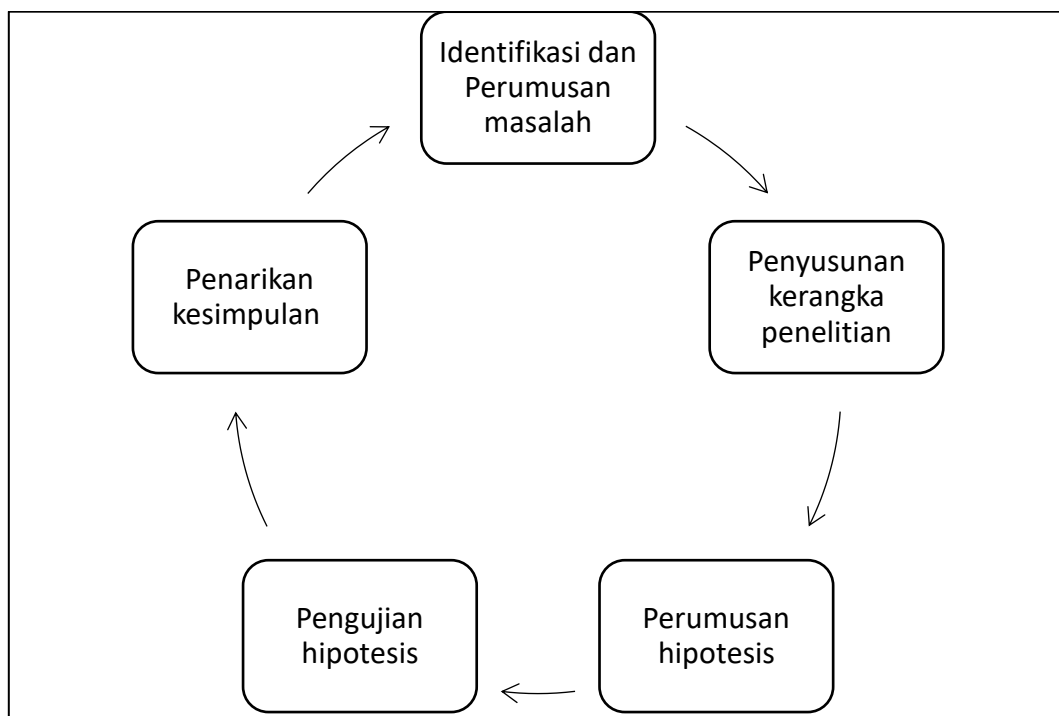 Identifikasi dan
Perumusan
masalah
Penyusunan
kerangka
penelitian
Perumusan
hipotesis
Pengujian
hipotesis
Penarikan
kesimpulan